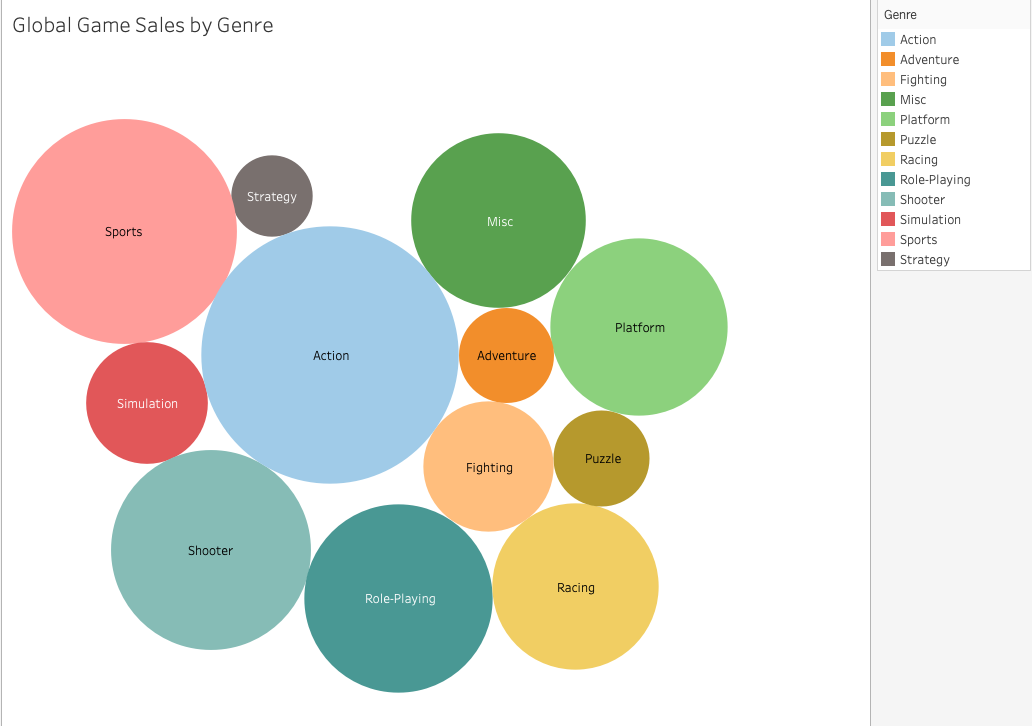 Global Game Sales by Genre
Sports
Strategy
Misc
Platform
Action
Adventure
Simulation
Fighting
Puzzle
Shooter
Role-Playing
Racing
Genre
Action
Adventure
Fighting
Misc
Platform
Puzzle
Racing
Role-Playing
Shooter
Simulation
Sports
Strategy